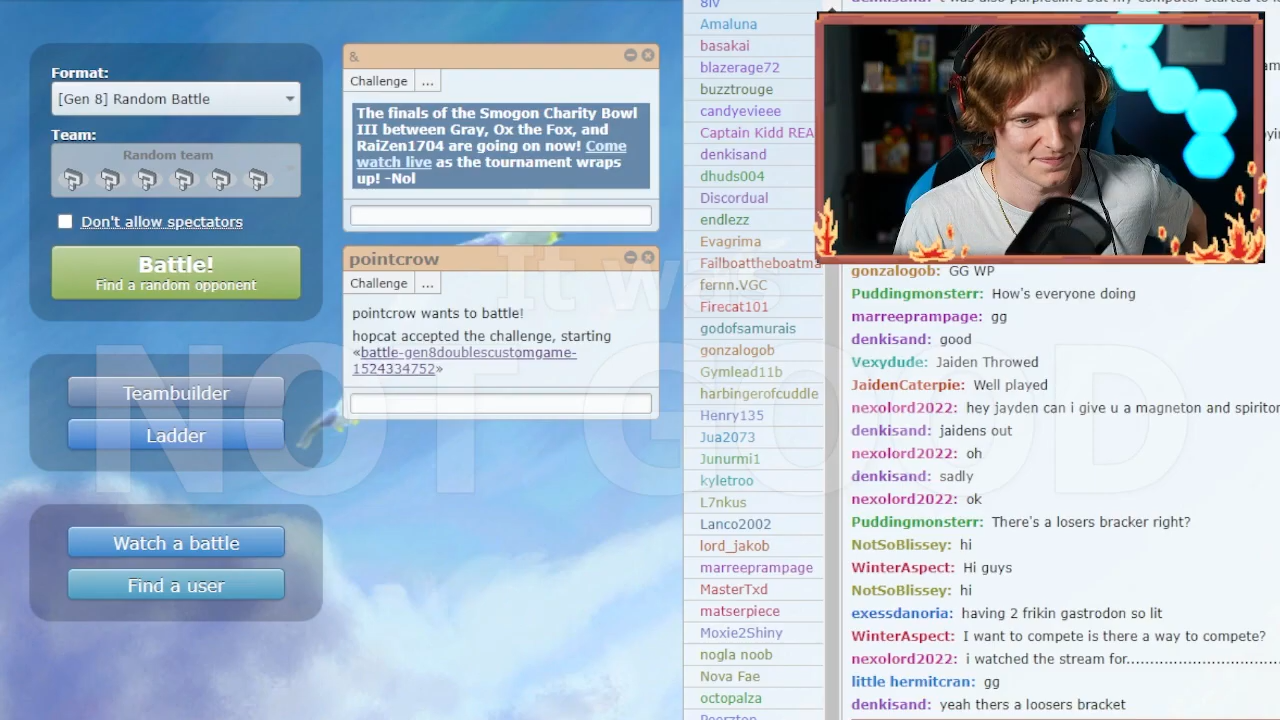 Format:
[Gen 8] Random Battle
Team:
Random team
Don't allow spectators
Battle!
Find a random opponent
Teambuilder
Ladder
Watch a battle
Find a user
&
Challenge
...
The finals of the Smogon Charity Bowl
III between Gray, Ox the Fox, and
RaiZen1704 are going on now! Come
watch live as the tournament wraps
up! -Nol
pointcrow
Challenge
...
pointcrow wants to battle!
hopcat accepted the challenge, starting
«battle-gen8doublescustomgame-
1524334752»
It was
NOT GOOD
8lv
Amaluna
basakai
blazerage72
buzztrouge
candyevieee
Captain Kidd REA
denkisand
dhuds004
Discordual
endlezz
Evagrima
Failboattheboatma
fernn.VGC
Firecat101
godofsamurais
gonzalogob
Gymlead11b
harbingerofcuddle
Henry135
Jua2073
Junurmi1
kyletroo
L7nkus
Lanco2002
lord_jakob
marreeprampage
MasterTxd
matserpiece
Moxie2Shiny
nogla noob
Nova Fae
octopalza
gonzalogob: GG WP
Puddingmonsterr: How's everyone doing
marreeprampage: gg
denkisand: good
Vexydude: Jaiden Throwed
JaidenCaterpie: Well played
nexolord2022: hey jayden can i give u a magneton and spiriton
denkisand: jaidens out
nexolord2022: oh
denkisand: sadly
nexolord2022: ok
Puddingmonsterr: There's a losers bracker right?
NotSoBlissey: hi
WinterAspect: Hi guys
NotSoBlissey: hi
exessdanoria: having 2 frikin gastrodon so lit
WinterAspect: I want to compete is there a way to compete?
nexolord2022: i watched the stream for.................................
little hermitcran: gg
denkisand: yeah thers a loosers bracket